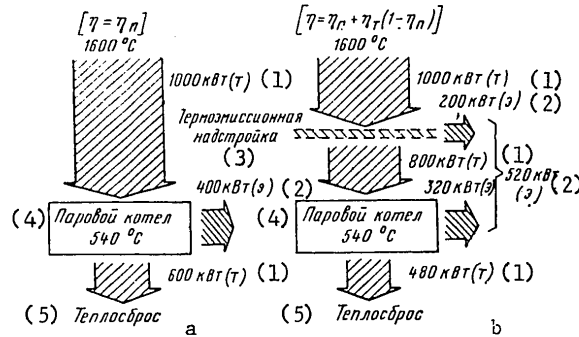 [η = ηп]
1600 °C
1000 кВт(т) (1)
(4) Паровой котел
540 °C
400 кВт(э) (2)
600 кВт(т) (1)
(5) Теплосброс
a
[η = ηп + ηт(1 - ηп)]
1600 °C
1000 кВт(т) (1)
200 кВт(э) (2)
Термоэмиссионная
надстройка
(3)
800 кВт(т) (1)
320 кВт(э)
520 кВт (2)
(э)
(4) Паровой котел
540 °C
480 кВт(т) (1)
(5) Теплосброс
b